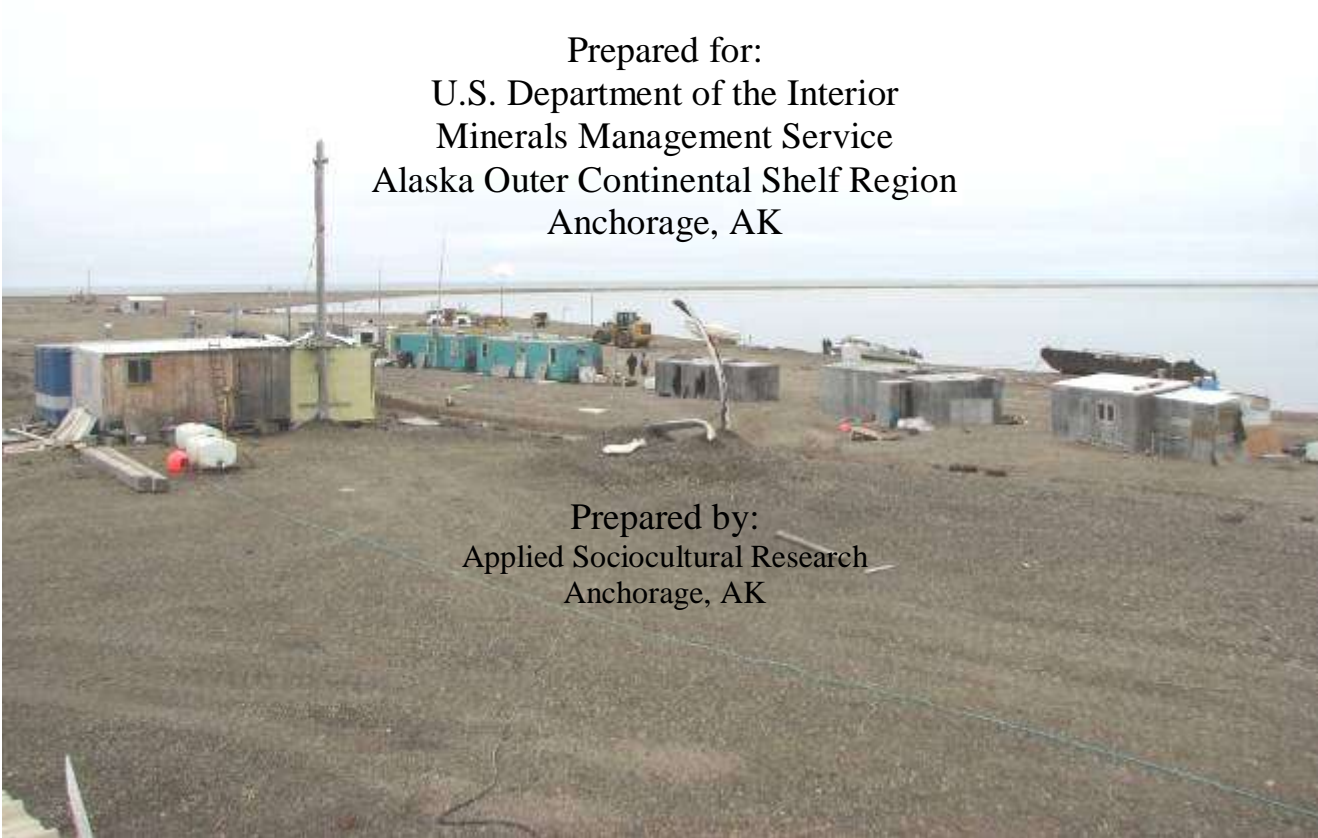 Prepared for:
U.S. Department of the Interior
Minerals Management Service
Alaska Outer Continental Shelf Region
Anchorage, AK
Prepared by:
Applied Sociocultural Research
Anchorage, AK